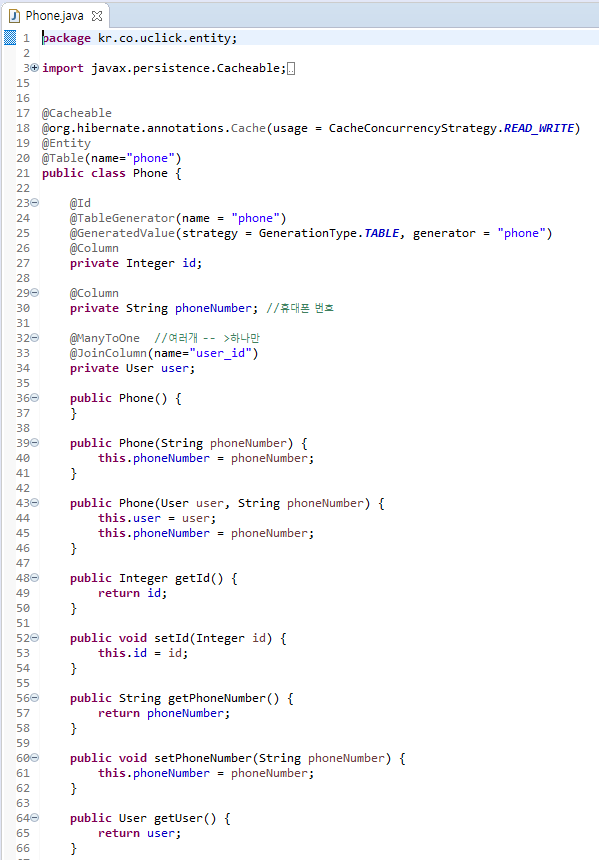 Phone.java
1 package kr.co.uclick.entity;
2
3 import javax.persistence.Cacheable;
15
16
17 @Cacheable
18 @org.hibernate.annotations.Cache(usage = CacheConcurrencyStrategy.READ_WRITE)
19 @Entity
20 @Table(name="phone")
21 public class Phone {
22
23 @Id
24 @TableGenerator(name = "phone")
25 @GeneratedValue(strategy = GenerationType.TABLE, generator = "phone")
26 @Column
27 private Integer id;
28
29 @Column
30 private String phoneNumber; //휴대폰 번호
31
32 @ManyToOne //여러개 -- >하나만
33 @JoinColumn(name="user_id")
34 private User user;
35
36 public Phone() {
37 }
38
39 public Phone(String phoneNumber) {
40 this.phoneNumber = phoneNumber;
41 }
42
43 public Phone(User user, String phoneNumber) {
44 this.user = user;
45 this.phoneNumber = phoneNumber;
46 }
47
48 public Integer getId() {
49 return id;
50 }
51
52 public void setId(Integer id) {
53 this.id = id;
54 }
55
56 public String getPhoneNumber() {
57 return phoneNumber;
58 }
59
60 public void setPhoneNumber(String phoneNumber) {
61 this.phoneNumber = phoneNumber;
62 }
63
64 public User getUser() {
65 return user;
66 }